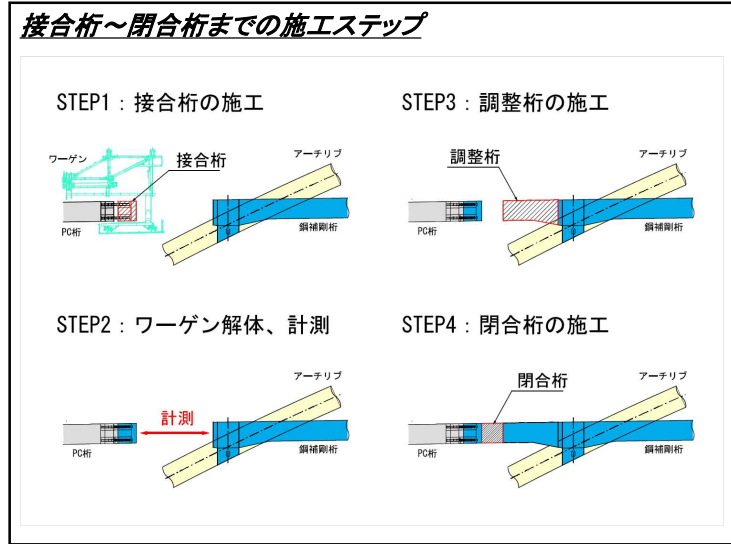 接合桁～閉合桁までの施工ステップ
STEP1：接合桁の施工
ワーゲン
接合桁
アーチリブ
PC桁
鋼補剛桁
STEP2：ワーゲン解体、計測
アーチリブ
計測
PC桁
鋼補剛桁
STEP3：調整桁の施工
調整桁
アーチリブ
PC桁
鋼補剛桁
STEP4：閉合桁の施工
閉合桁
アーチリブ
PC桁
鋼補剛桁